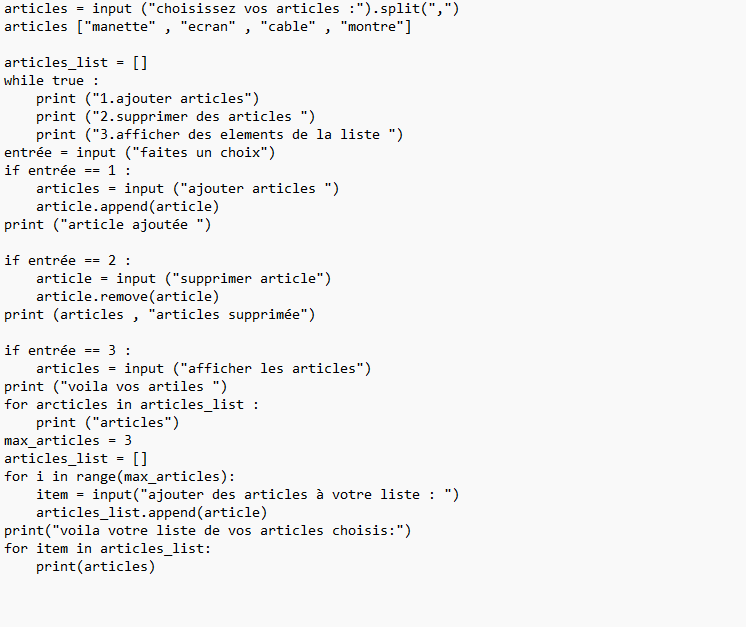 articles = input ("choisissez vos articles :").split(",")
articles ["manette" , "ecran" , "cable" , "montre"]

articles_list = []
while true :
    print ("1.ajouter articles")
    print ("2.supprimer des articles ")
    print ("3.afficher des elements de la liste ")
entrée = input ("faites un choix")
if entrée == 1 :
    articles = input ("ajouter articles ")
    article.append(article)
print ("article ajoutée ")

if entrée == 2 :
    article = input ("supprimer article")
    article.remove(article)
print (articles , "articles supprimée")

if entrée == 3 :
    articles = input ("afficher les articles")
print ("voila vos artiles ")
for arcticles in articles_list :
    print ("articles")
max_articles = 3
articles_list = []
for i in range(max_articles):
    item = input("ajouter des articles à votre liste : ")
    articles_list.append(article)
print("voila votre liste de vos articles choisis:")
for item in articles_list:
    print(articles)